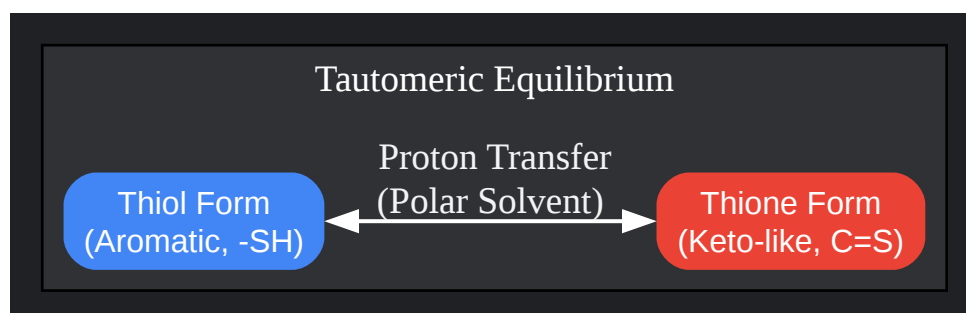 Tautomeric Equilibrium
Proton Transfer
(Polar Solvent)
Thiol Form
(Aromatic, -SH)
Thione Form
(Keto-like, C=S)